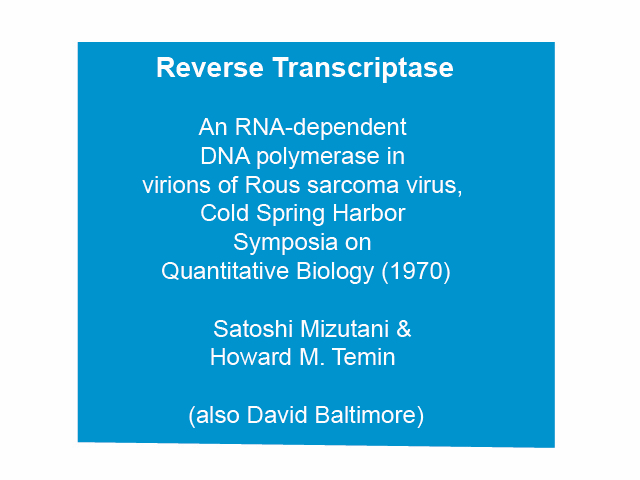 Reverse Transcriptase
An RNA-dependent
DNA polymerase in
virions of Rous sarcoma virus,
Cold Spring Harbor
Symposia on
Quantitative Biology (1970)
Satoshi Mizutani &
Howard M. Temin
(also David Baltimore)